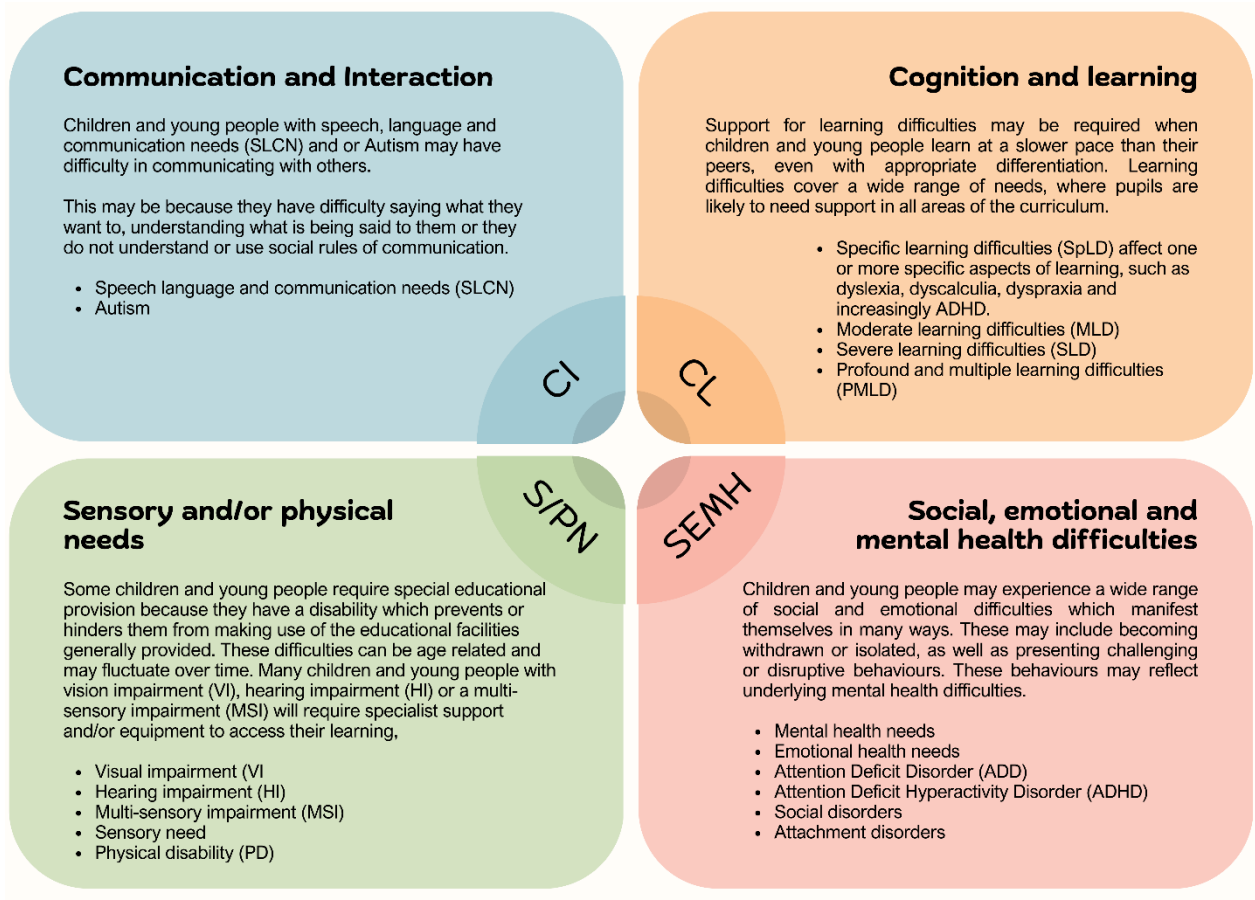 Communication and Interaction
Children and young people with speech, language and
communication needs (SLCN) and or Autism may have
difficulty in communicating with others.
This may be because they have difficulty saying what they
want to, understanding what is being said to them or they
do not understand or use social rules of communication.
• Speech language and communication needs (SLCN)
• Autism
CI
Cognition and learning
Support for learning difficulties may be required when
children and young people learn at a slower pace than their
peers, even with appropriate differentiation. Learning
difficulties cover a wide range of needs, where pupils are
likely to need support in all areas of the curriculum.
• Specific learning difficulties (SpLD) affect one
or more specific aspects of learning, such as
dyslexia, dyscalculia, dyspraxia and
increasingly ADHD.
• Moderate learning difficulties (MLD)
• Severe learning difficulties (SLD)
• Profound and multiple learning difficulties
(PMLD)
CL
Sensory and/or physical
needs
Some children and young people require special educational
provision because they have a disability which prevents or
hinders them from making use of the educational facilities
generally provided. These difficulties can be age related and
may fluctuate over time. Many children and young people with
vision impairment (VI), hearing impairment (HI) or a multi-
sensory impairment (MSI) will require specialist support
and/or equipment to access their learning,
• Visual impairment (VI
• Hearing impairment (HI)
• Multi-sensory impairment (MSI)
• Sensory need
• Physical disability (PD)
S/PN
Social, emotional and
mental health difficulties
Children and young people may experience a wide range
of social and emotional difficulties which manifest
themselves in many ways. These may include becoming
withdrawn or isolated, as well as presenting challenging
or disruptive behaviours. These behaviours may reflect
underlying mental health difficulties.
• Mental health needs
• Emotional health needs
• Attention Deficit Disorder (ADD)
• Attention Deficit Hyperactivity Disorder (ADHD)
• Social disorders
• Attachment disorders
SEMH